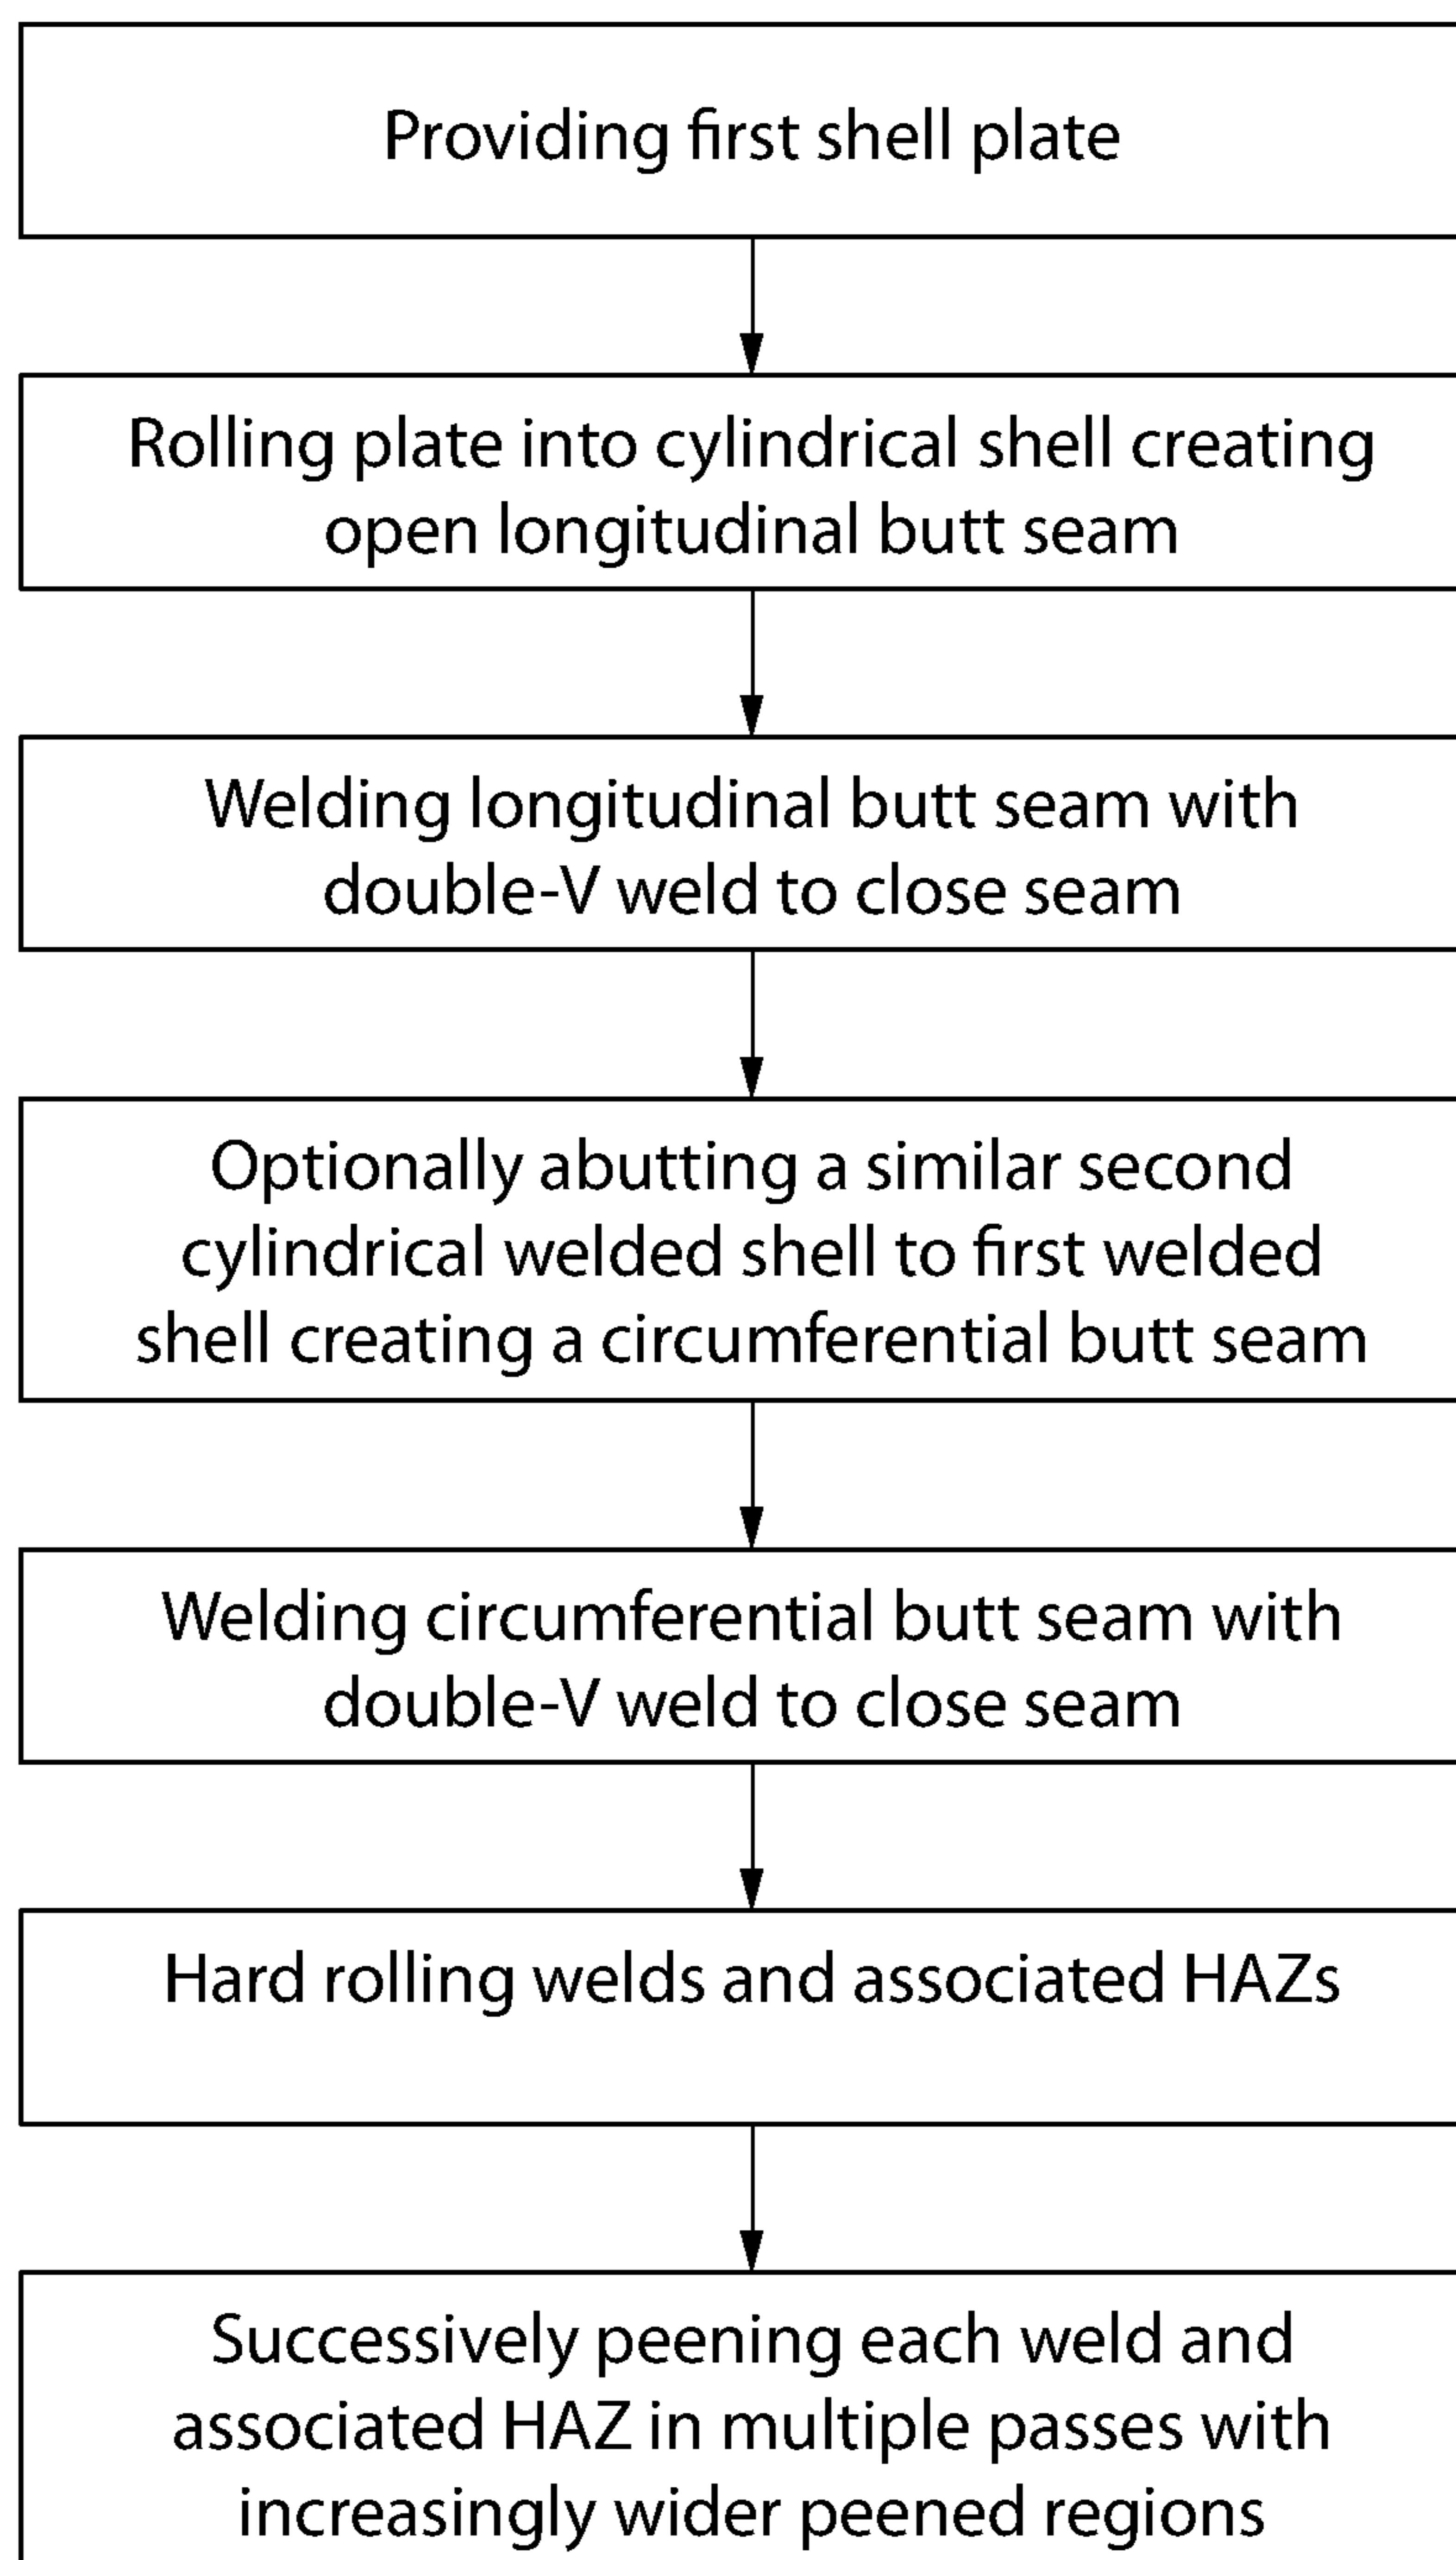 Providing first shell plate
Rolling plate into cylindrical shell creating
open longitudinal butt seam
Welding longitudinal butt seam with
double-V weld to close seam
Optionally abutting a similar second
cylindrical welded shell to first welded
shell creating a circumferential butt seam
Welding circumferential butt seam with
double-V weld to close seam
Hard rolling welds and associated HAZs
Successively peening each weld and
associated HAZ in multiple passes with
increasingly wider peened regions